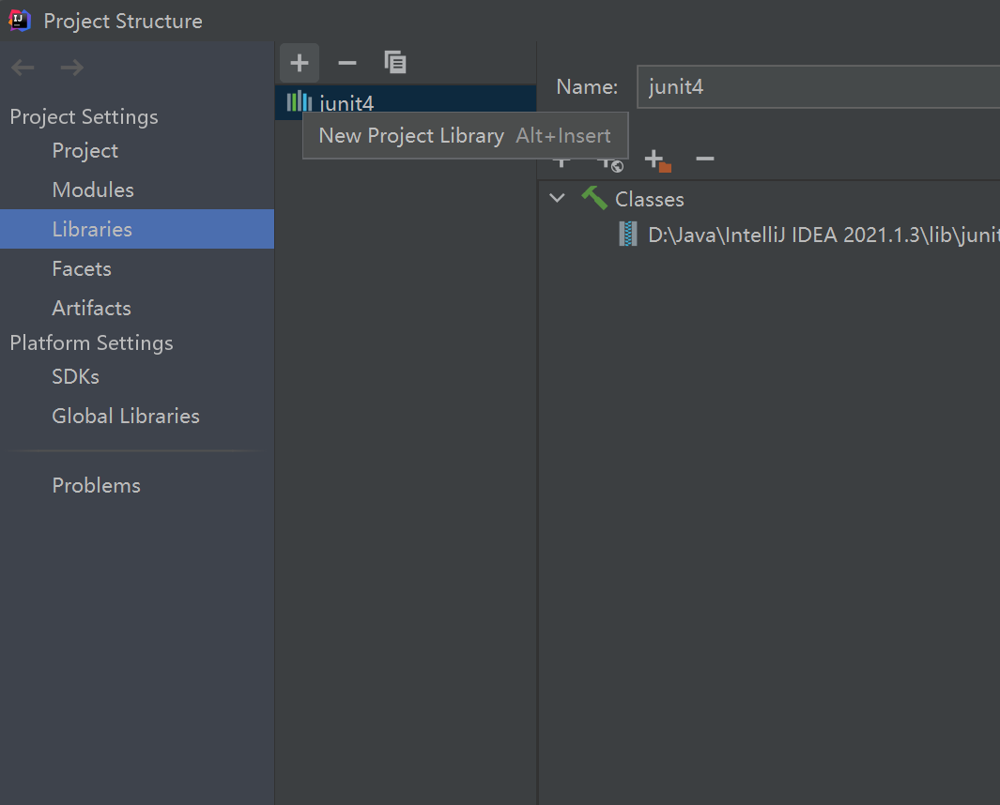 Project Structure
Project Settings
Project
Modules
Libraries
Facets
Artifacts
Platform Settings
SDKs
Global Libraries
Problems
junit4
New Project Library Alt+Insert
Name: junit4
Classes
D:\Java\IntelliJ IDEA 2021.1.3\lib\junit